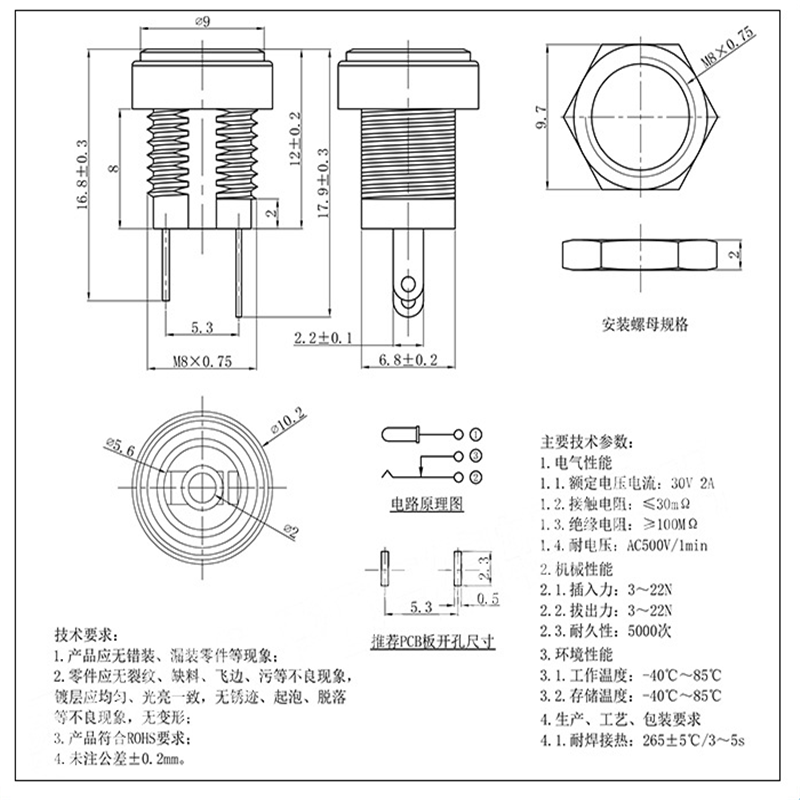 ⌀9
16.8±0.3
8
2
12±0.2
17.9±0.3
5.3
M8×0.75
2.2±0.1
6.8±0.2
9.7
M8×0.75
2
安装螺母规格
⌀5.6
⌀10.2
⌀2
①
③
②
电路原理图
2.3
0.5
5.3
推荐PCB板开孔尺寸
技术要求：
1.产品应无错装、漏装零件等现象；
2.零件应无裂纹、缺料、飞边、污等不良现象，
镀层应均匀、光亮一致，无锈迹、起泡、脱落
等不良现象，无变形；
3.产品符合ROHS要求；
4.未注公差±0.2mm。
主要技术参数：
1.电气性能
1.1.额定电压电流：30V 2A
1.2.接触电阻：≤30mΩ
1.3.绝缘电阻：≥100MΩ
1.4.耐电压：AC500V/1min
2.机械性能
2.1.插入力：3～22N
2.2.拔出力：3～22N
2.3.耐久性：5000次
3.环境性能
3.1.工作温度：-40℃～85℃
3.2.存储温度：-40℃～85℃
4.生产、工艺、包装要求
4.1.耐焊接热：265±5℃/3～5s